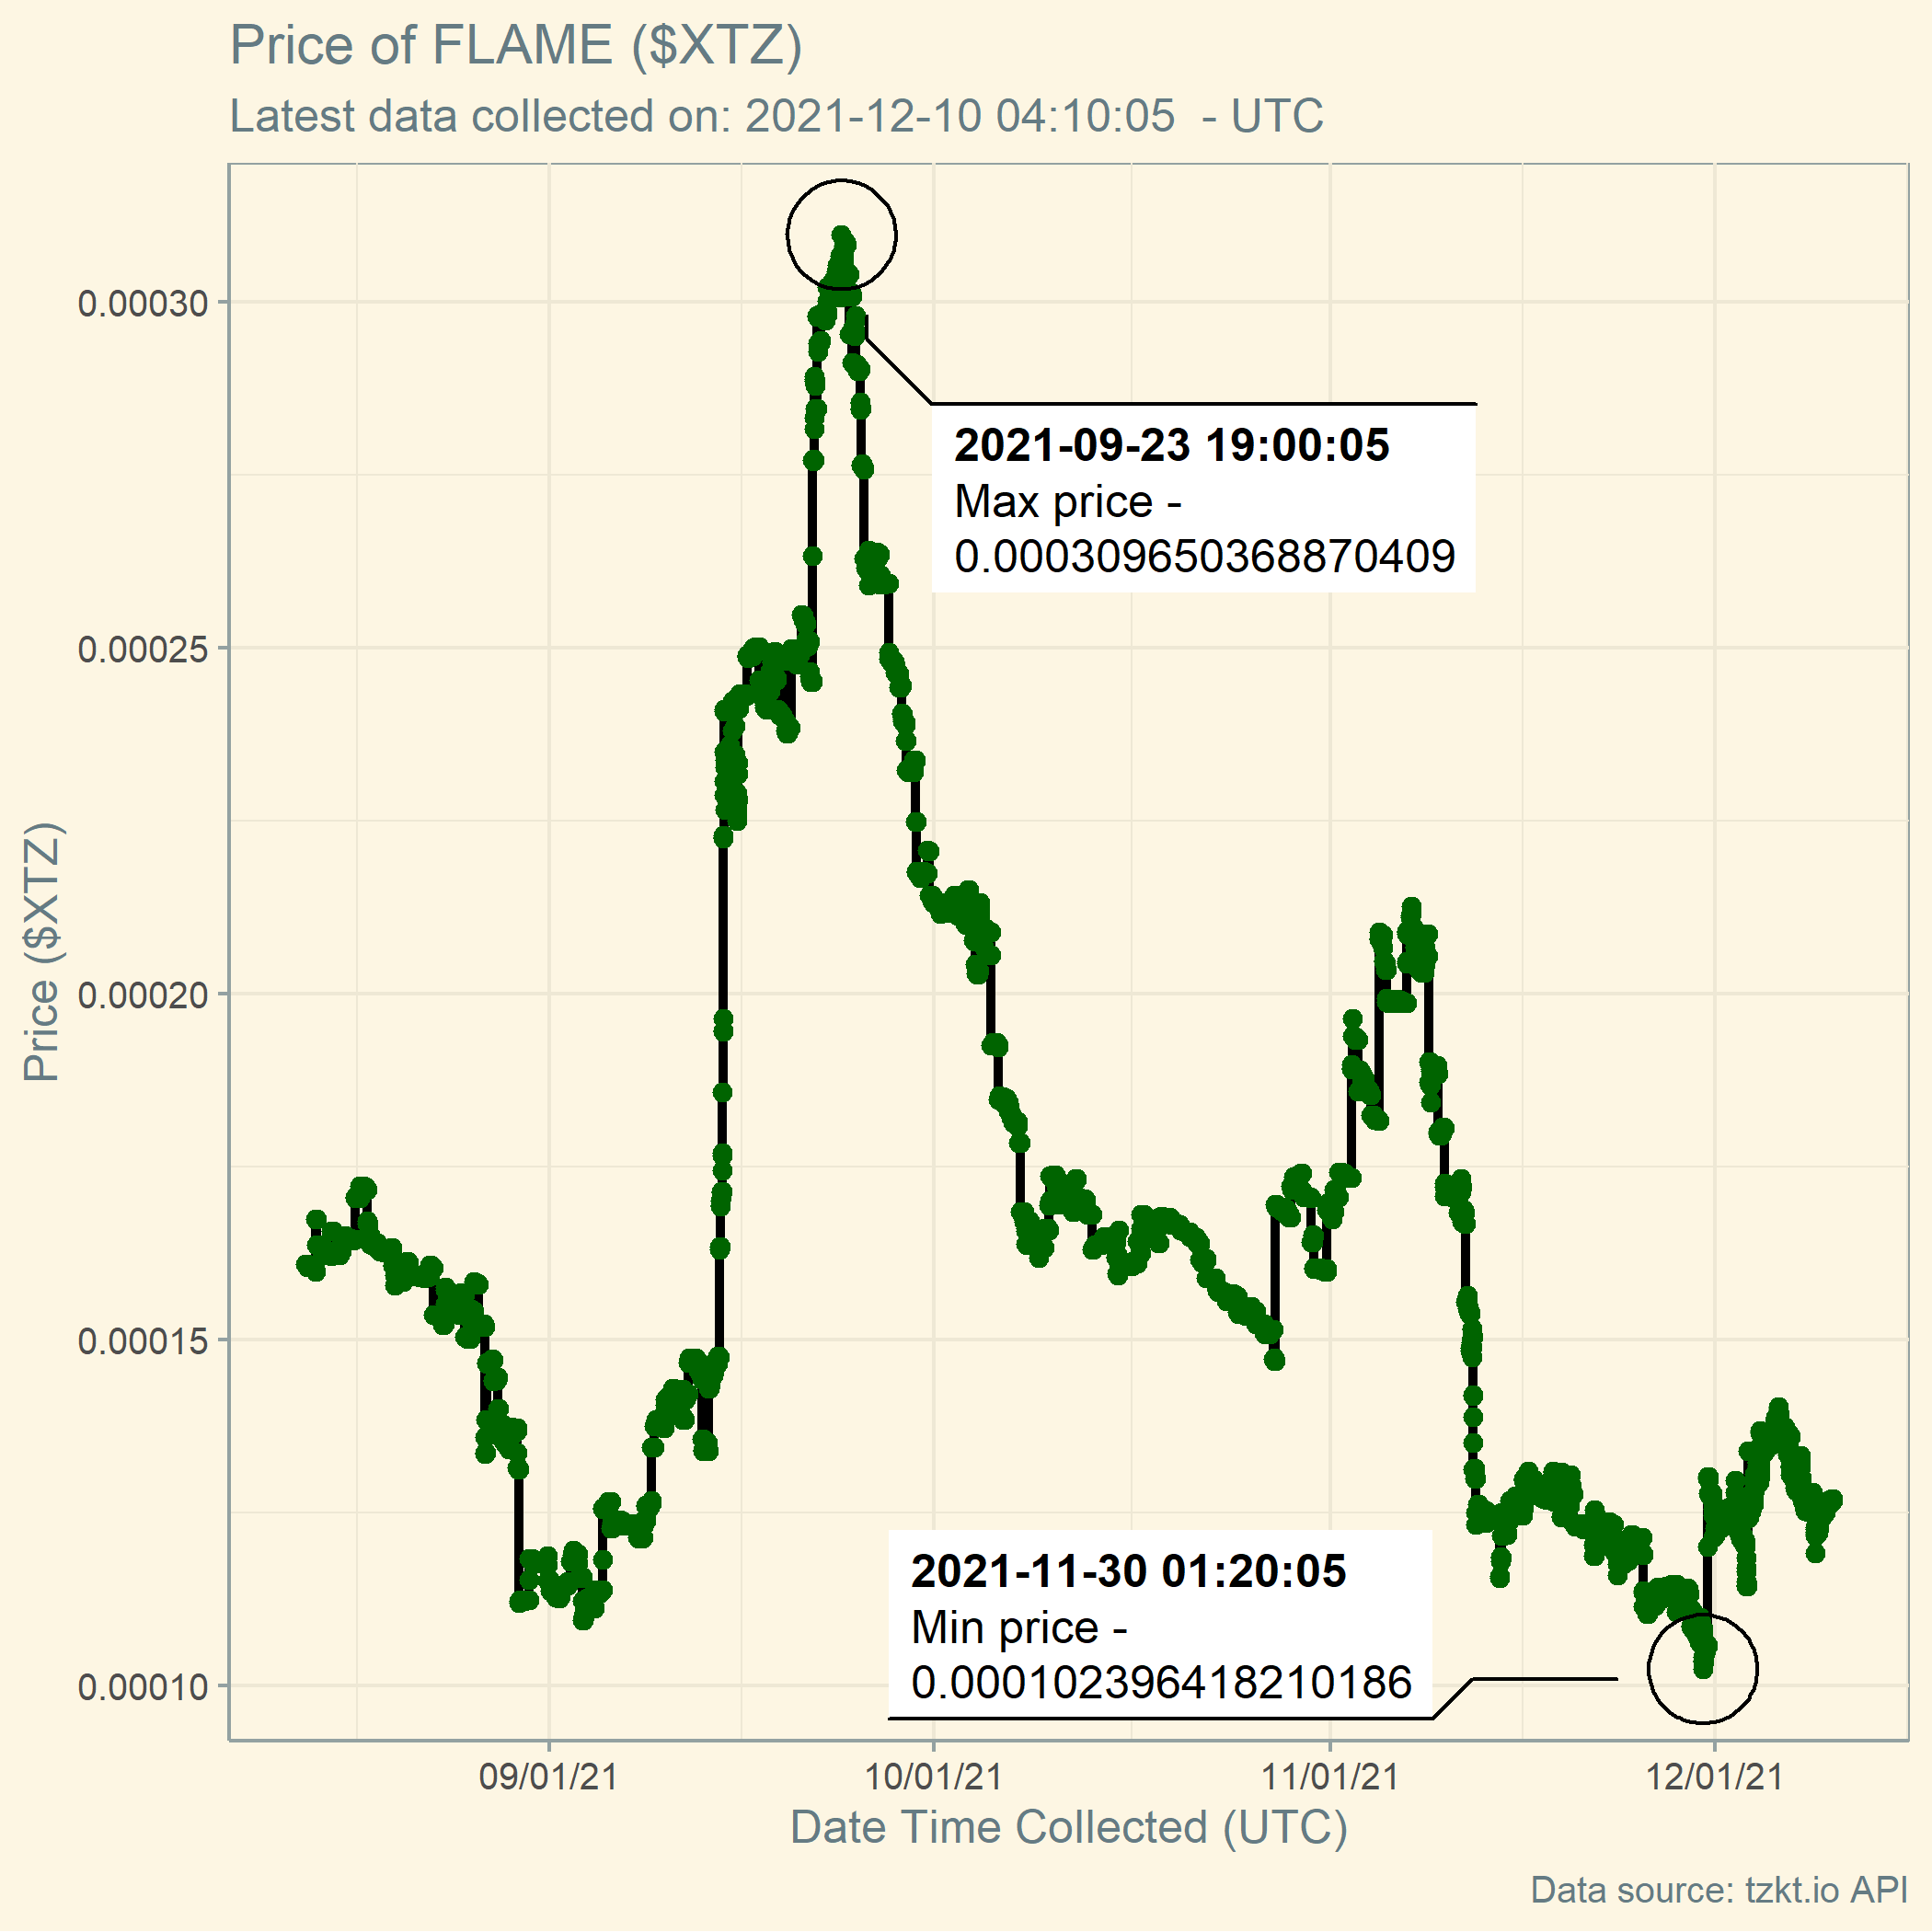 Price of FLAME ($XTZ)
Latest data collected on: 2021-12-10 04:10:05  - UTC
0.00030
0.00025
0.00020
0.00015
0.00010
Price ($XTZ)
2021-09-23 19:00:05
Max price -
0.000309650368870409
2021-11-30 01:20:05
Min price -
0.000102396418210186
09/01/21
10/01/21
11/01/21
12/01/21
Date Time Collected (UTC)
Data source: tzkt.io API